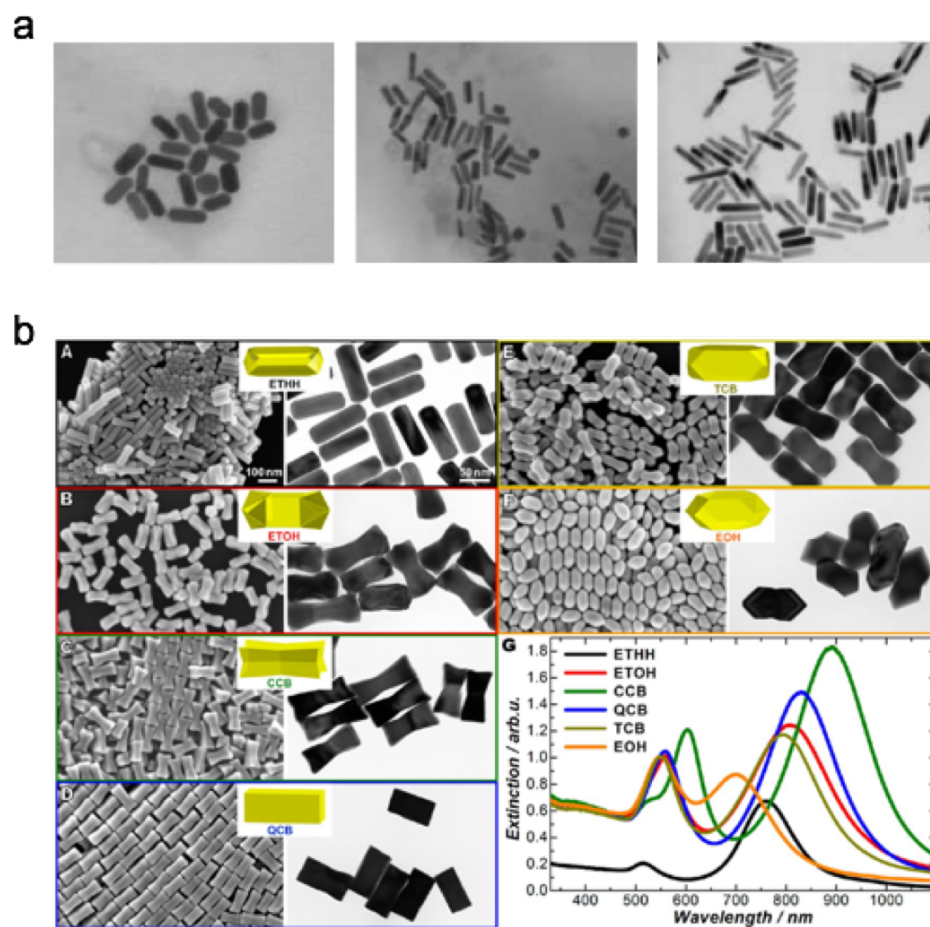 a
b
A
ETHH
100 nm
50 nm
B
ETOH
C
CCB
D
QCB
E
TCB
F
EOH
G
ETHH
ETOH
CCB
QCB
TCB
EOH
Extinction / arb.u.
1.8
1.6
1.4
1.2
1.0
0.8
0.6
0.4
0.2
0.0
400 500 600 700 800 900 1000
Wavelength / nm